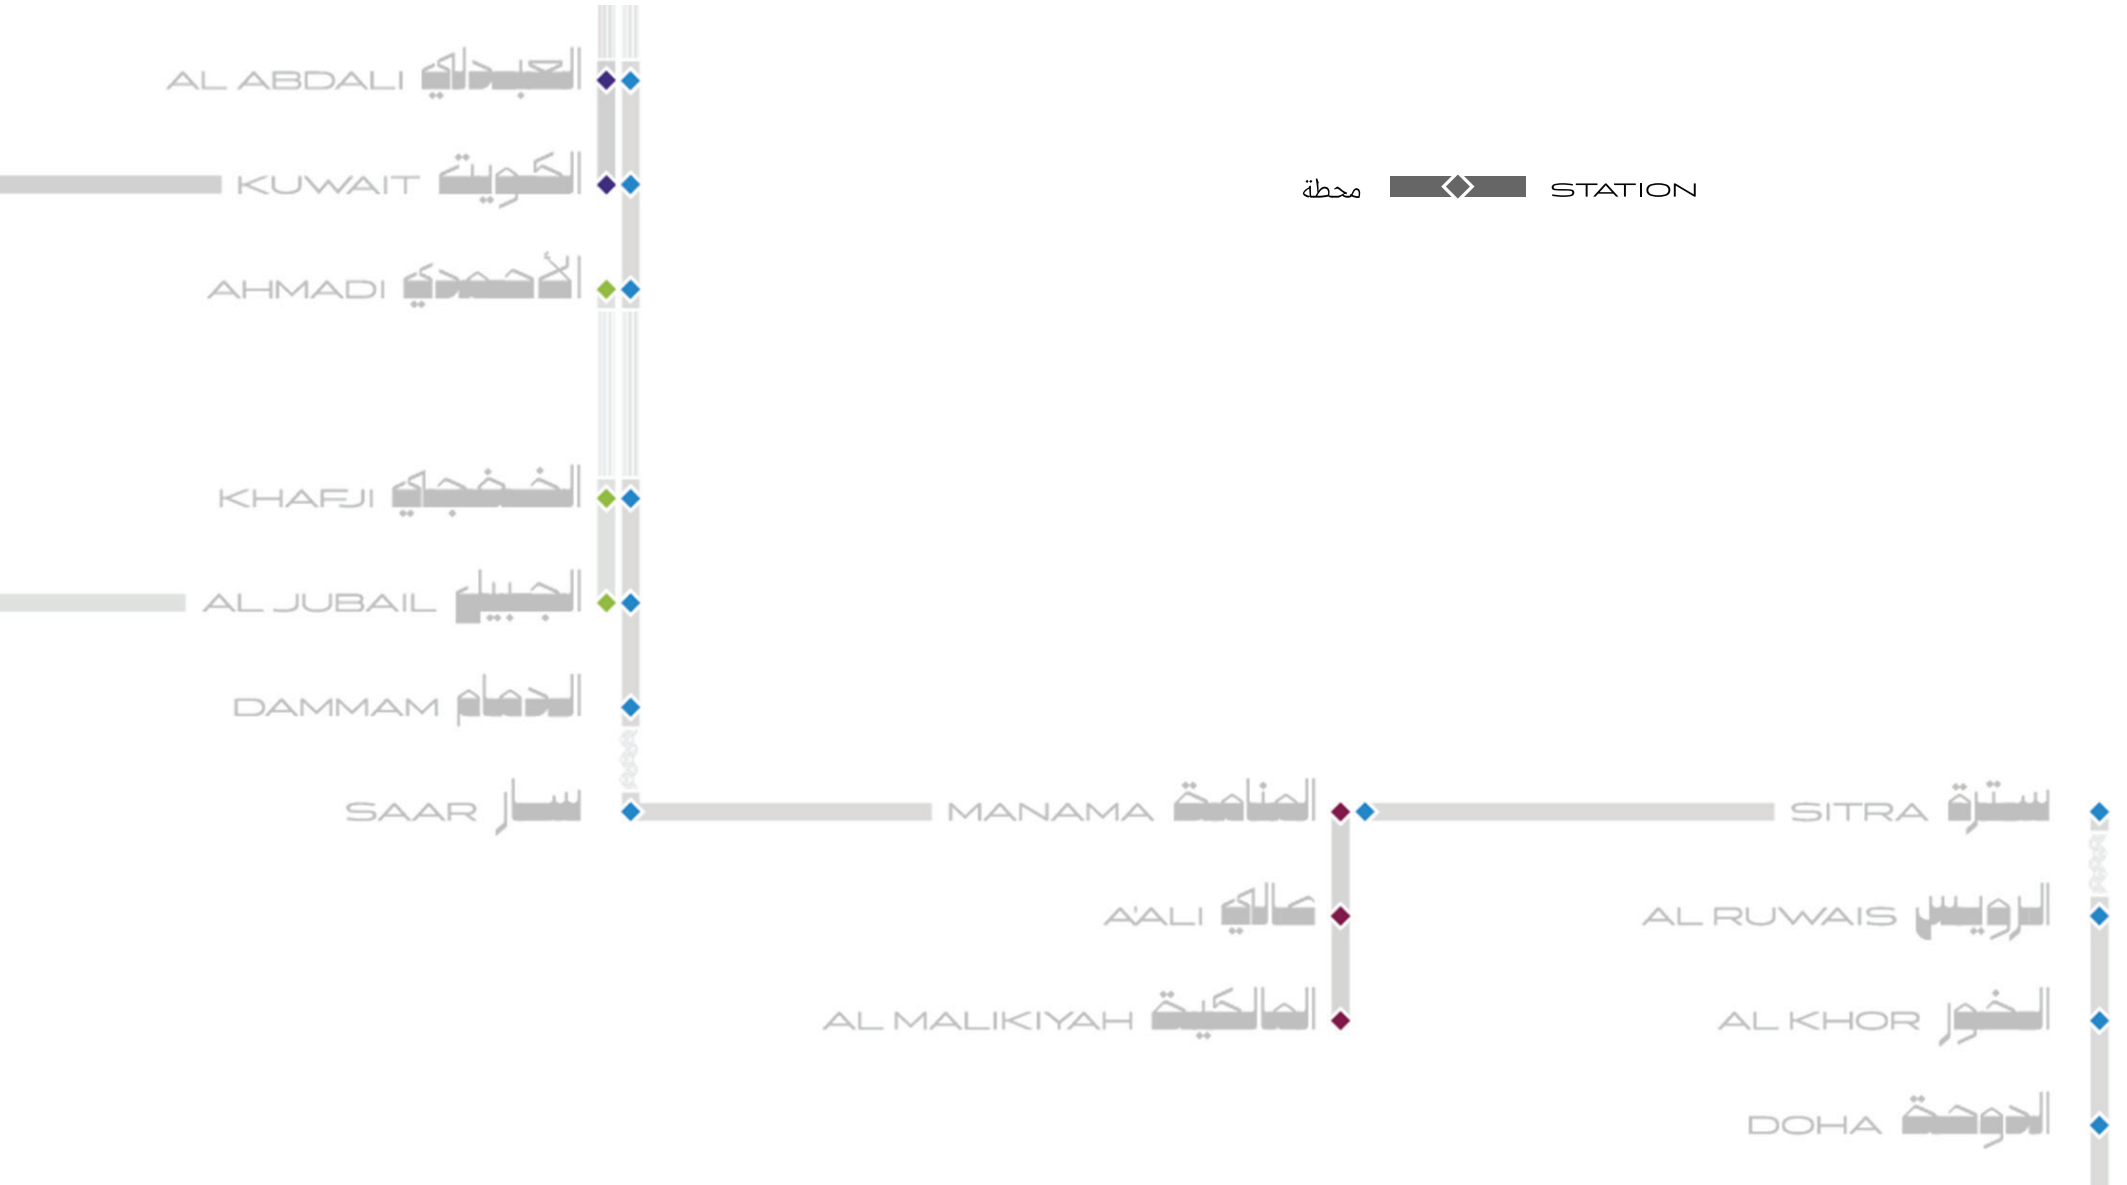 AL ABDALI العبدلي
KUWAIT الكويت
محطة STATION
AHMADI الأحمدي
KHAFJI الخفجي
AL JUBAIL الجبيل
DAMMAM الدمام
SAAR سار
MANAMA المنامة
SITRA سترة
A'ALI عالي
AL RUWAIS الرويس
AL MALIKIYAH المالكية
AL KHOR الخور
DOHA الدوحة